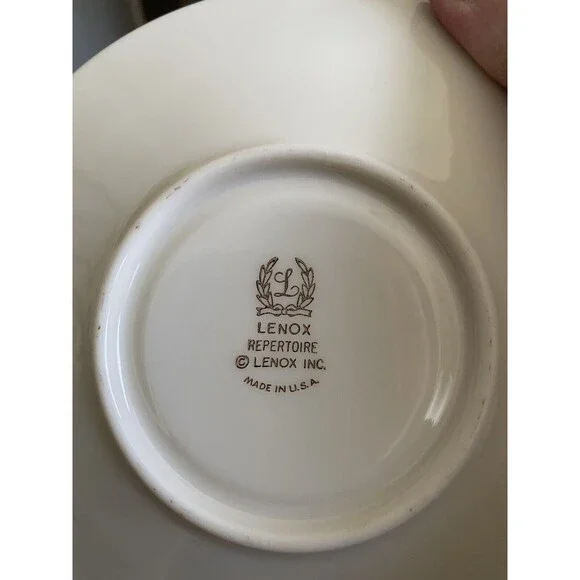 L
LENOX
REPERTOIRE
© LENOX INC.
MADE IN U.S.A.